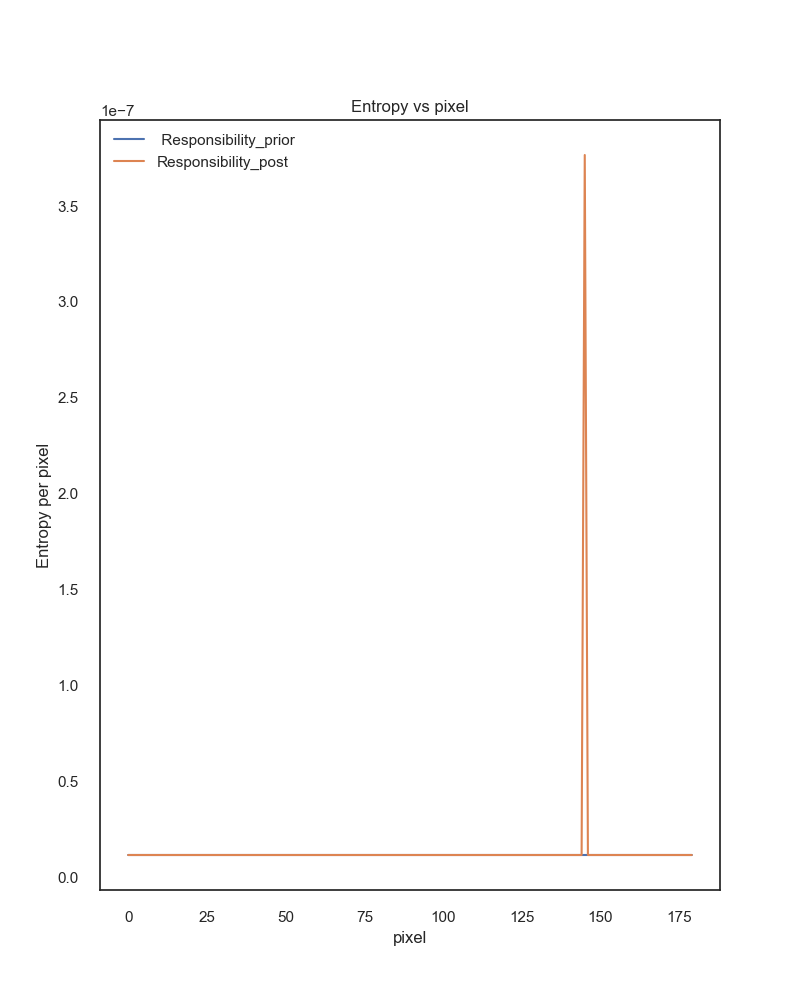 Entropy vs pixel
1e−7
Responsibility_prior
Responsibility_post
3.5
3.0
2.5
2.0
1.5
1.0
0.5
0.0
Entropy per pixel
0 25 50 75 100 125 150 175
pixel